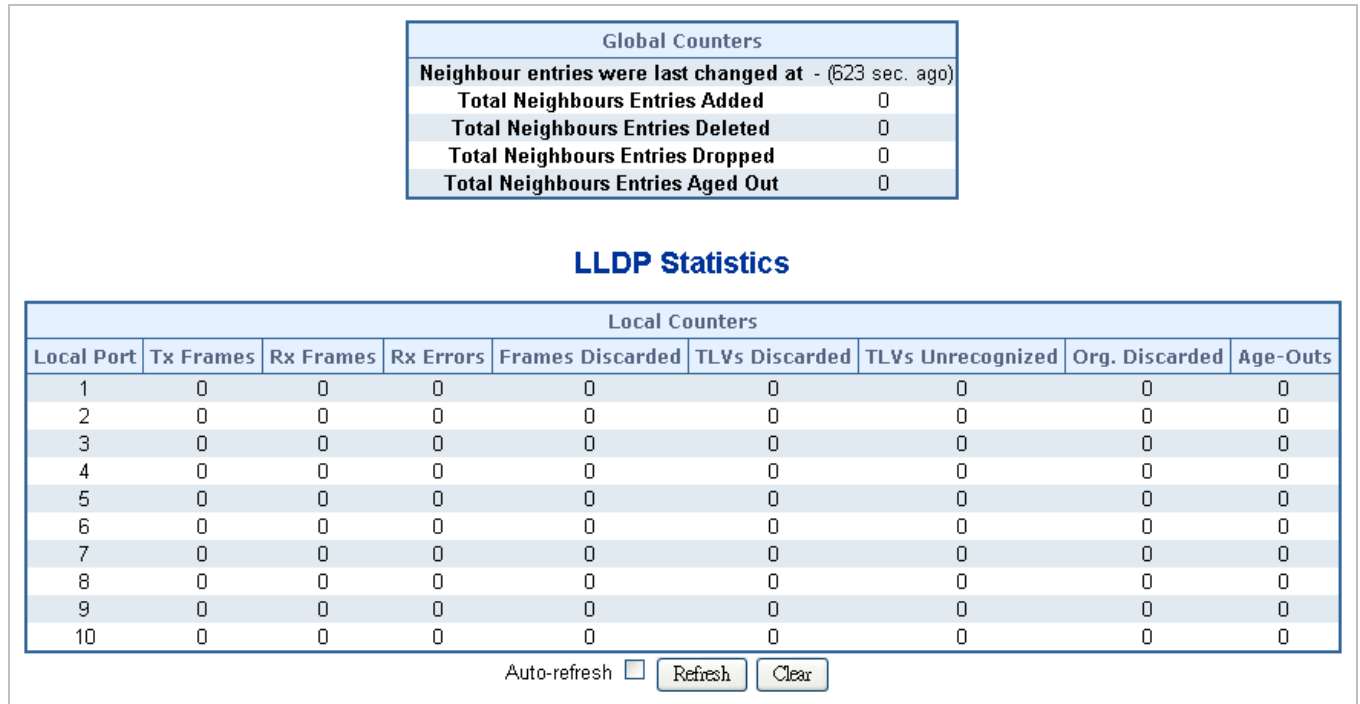 Global Counters
Neighbour entries were last changed at - (623 sec. ago)
Total Neighbours Entries Added 0
Total Neighbours Entries Deleted 0
Total Neighbours Entries Dropped 0
Total Neighbours Entries Aged Out 0
LLDP Statistics
Local Counters
Local Port Tx Frames Rx Frames Rx Errors Frames Discarded TLVs Discarded TLVs Unrecognized Org. Discarded Age-Outs
1 0 0 0 0 0 0 0 0
2 0 0 0 0 0 0 0 0
3 0 0 0 0 0 0 0 0
4 0 0 0 0 0 0 0 0
5 0 0 0 0 0 0 0 0
6 0 0 0 0 0 0 0 0
7 0 0 0 0 0 0 0 0
8 0 0 0 0 0 0 0 0
9 0 0 0 0 0 0 0 0
10 0 0 0 0 0 0 0 0
Auto-refresh Refresh Clear